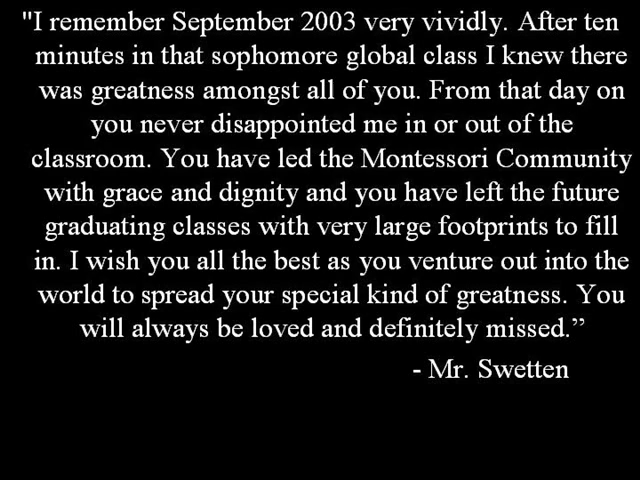 "I remember September 2003 very vividly. After ten
minutes in that sophomore global class I knew there
was greatness amongst all of you. From that day on
you never disappointed me in or out of the
classroom. You have led the Montessori Community
with grace and dignity and you have left the future
graduating classes with very large footprints to fill
in. I wish you all the best as you venture out into the
world to spread your special kind of greatness. You
will always be loved and definitely missed.”
- Mr. Swetten